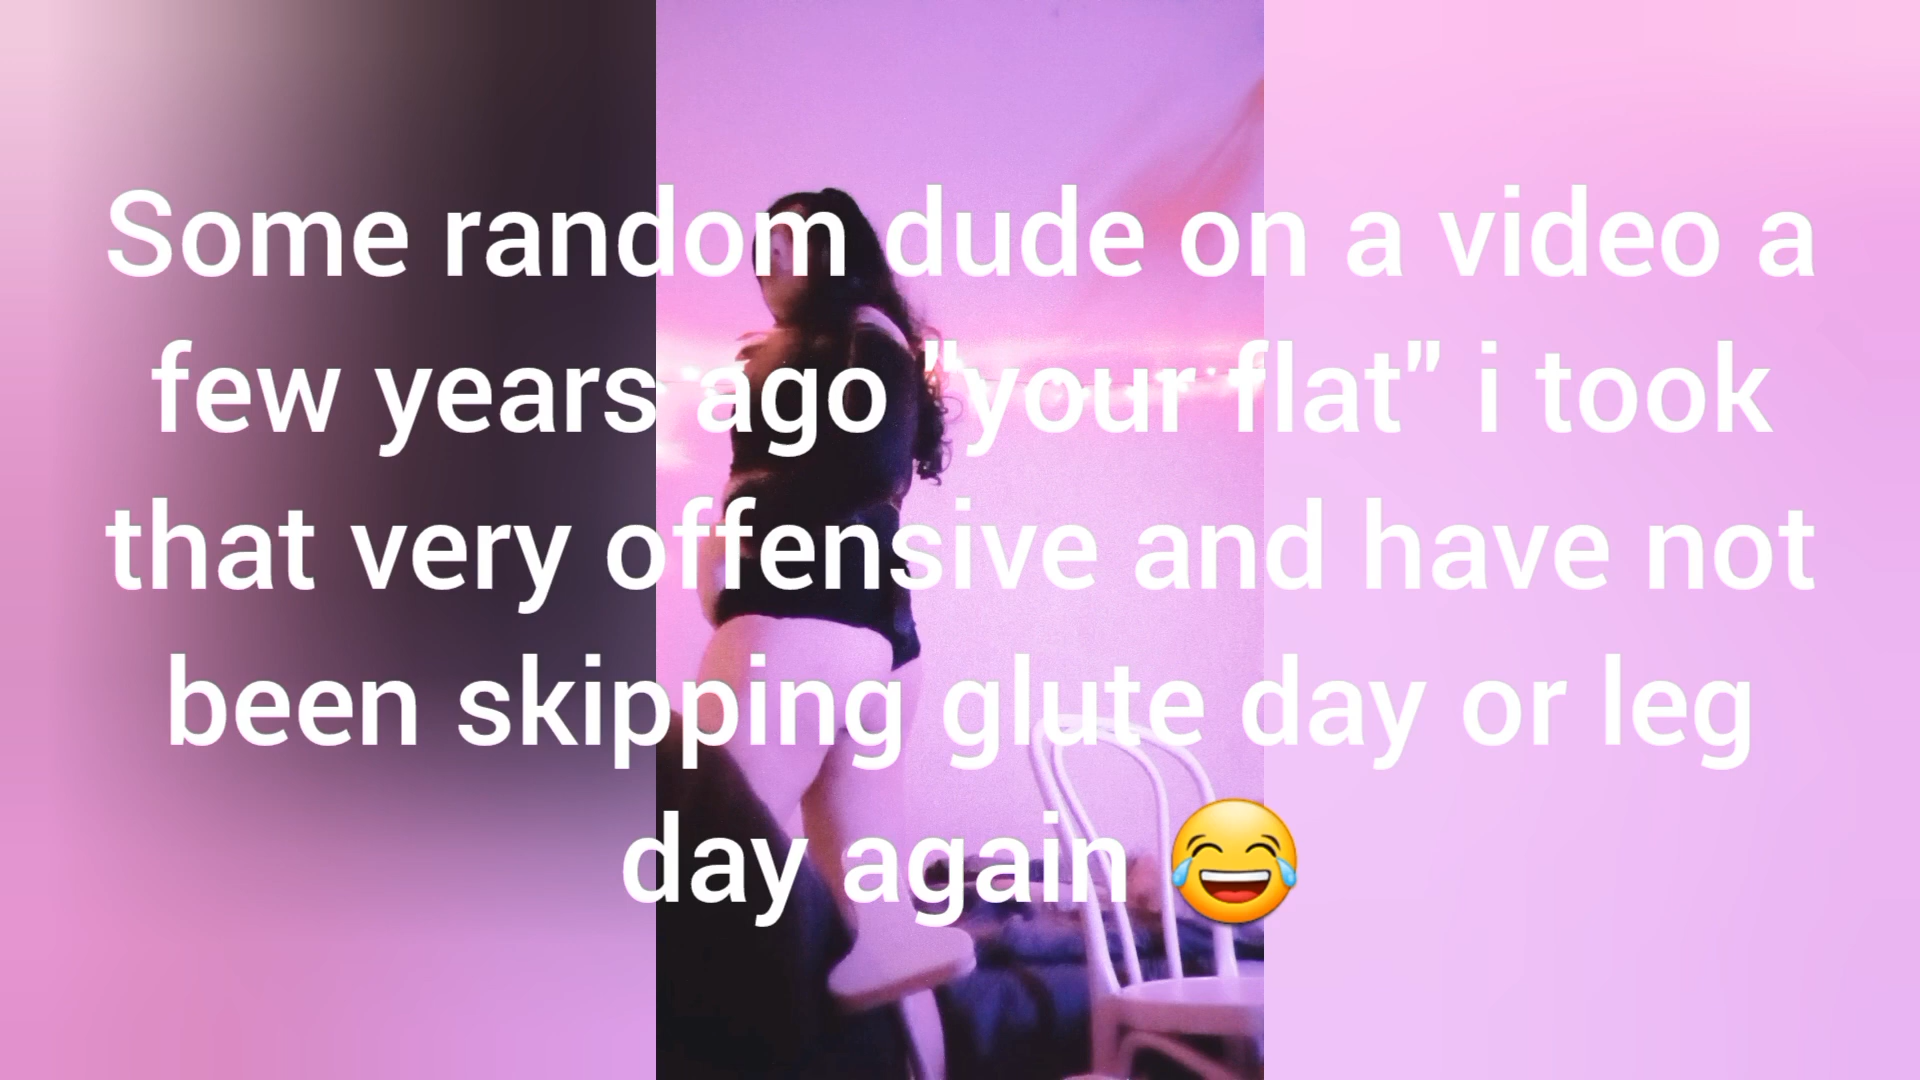 Some random dude on a video a
few years ago "your flat" i took
that very offensive and have not
been skipping glute day or leg
day again 😂